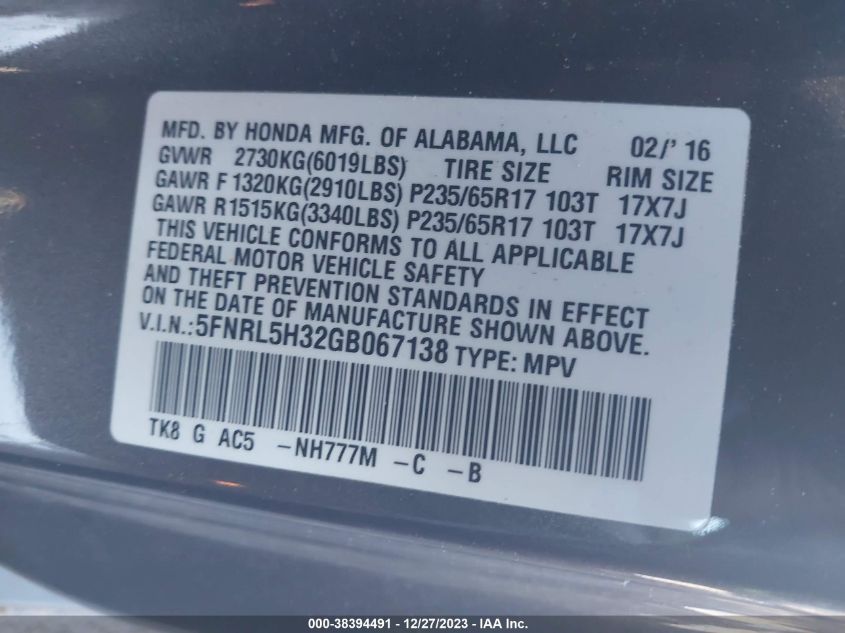 MFD. BY HONDA MFG. OF ALABAMA, LLC 02/' 16
GVWR 2730KG(6019LBS) TIRE SIZE RIM SIZE
GAWR F 1320KG(2910LBS) P235/65R17 103T 17X7J
GAWR R1515KG(3340LBS) P235/65R17 103T 17X7J
THIS VEHICLE CONFORMS TO ALL APPLICABLE
FEDERAL MOTOR VEHICLE SAFETY
AND THEFT PREVENTION STANDARDS IN EFFECT
ON THE DATE OF MANUFACTURE SHOWN ABOVE.
V.I.N.:5FNRL5H32GB067138 TYPE: MPV
TK8 G AC5 -NH777M -C -B
000-38394491 - 12/27/2023 - IAA Inc.